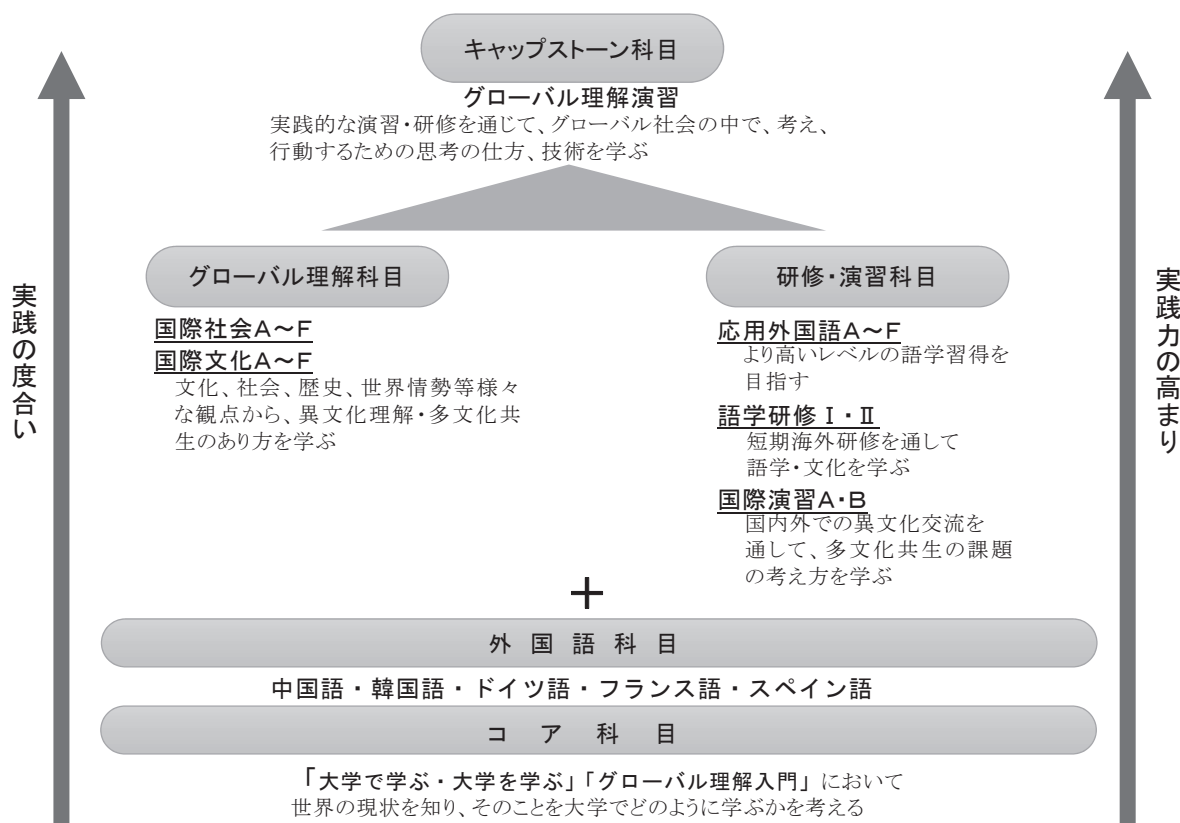 キャップストーン科目
グローバル理解演習
実践的な演習・研修を通じて、グローバル社会の中で、考え、
行動するための思考の仕方、技術を学ぶ
実践の度合い
グローバル理解科目
国際社会A～F
国際文化A～F
文化、社会、歴史、世界情勢等様々
な観点から、異文化理解・多文化共
生のあり方を学ぶ
研修・演習科目
応用外国語A～F
より高いレベルの語学習得を
目指す
語学研修Ⅰ・Ⅱ
短期海外研修を通して
語学・文化を学ぶ
国際演習A・B
国内外での異文化交流を
通して、多文化共生の課題
の考え方を学ぶ
実践力の高まり
＋
外国語科目
中国語・韓国語・ドイツ語・フランス語・スペイン語
コア科目
「大学で学ぶ・大学を学ぶ」「グローバル理解入門」において
世界の現状を知り、そのことを大学でどのように学ぶかを考える